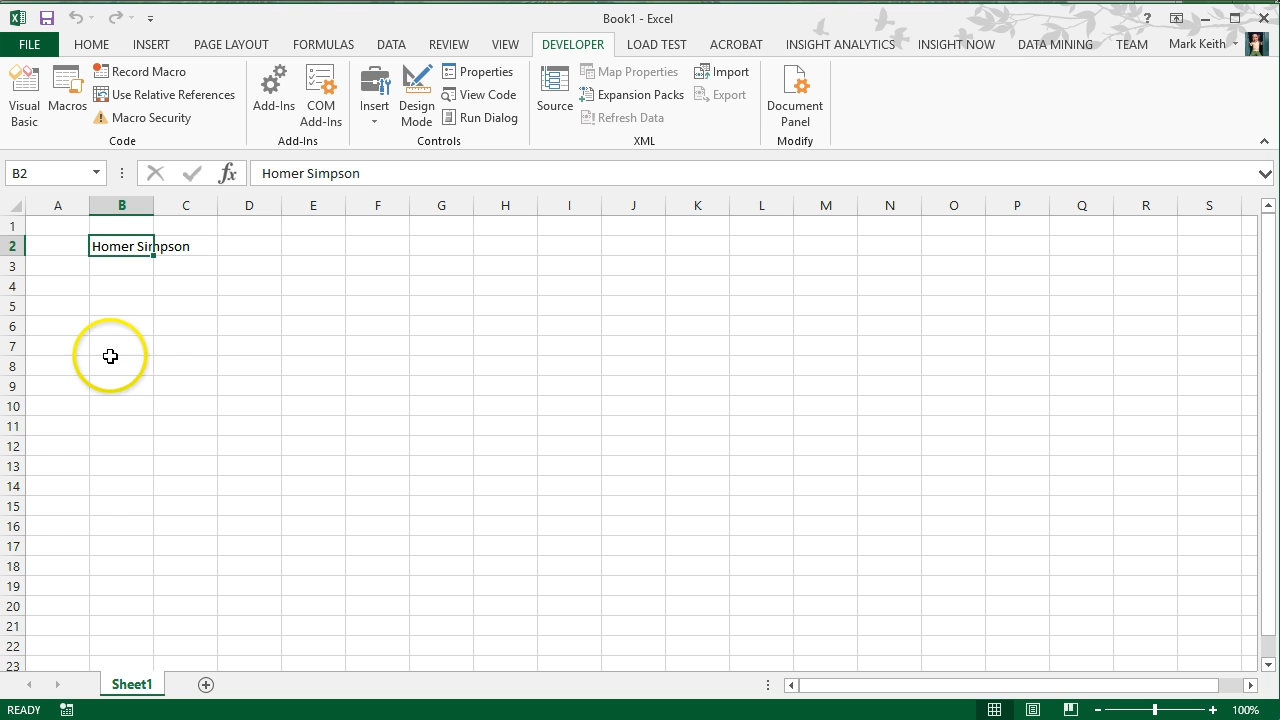 Book1 - Excel
?
FILE HOME INSERT PAGE LAYOUT FORMULAS DATA REVIEW VIEW DEVELOPER LOAD TEST ACROBAT INSIGHT ANALYTICS INSIGHT NOW DATA MINING TEAM Mark Keith
Visual Basic
Macros
Record Macro
Use Relative References
Macro Security
Code
Add-Ins
COM Add-Ins
Add-Ins
Insert
Design Mode
Properties
View Code
Run Dialog
Controls
Source
Map Properties
Expansion Packs
Refresh Data
Import
Export
XML
Document Panel
Modify
B2 fx Homer Simpson
A B C D E F G H I J K L M N O P Q R S
1
2 Homer Simpson
3
4
5
6
7
8
9
10
11
12
13
14
15
16
17
18
19
20
21
22
23
Sheet1
READY 100%